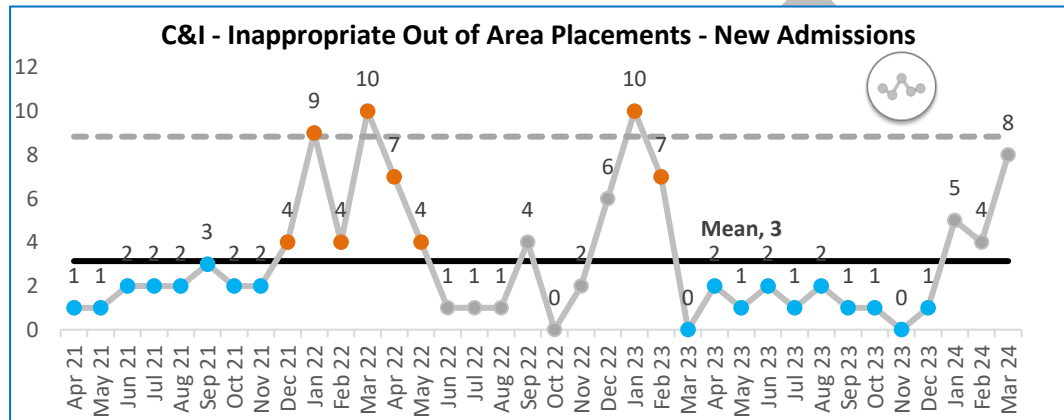 C&I - Inappropriate Out of Area Placements - New Admissions
12
10
8
6
4
2
0
1 1 2 2 2 3 2 2 4 9 4 10 7 4 1 1 1 4 0 2 6 10 7 0 2 1 2 1 2 1 1 0 1 5 4 8
Mean, 3
Apr 21
May 21
Jun 21
Jul 21
Aug 21
Sep 21
Oct 21
Nov 21
Dec 21
Jan 22
Feb 22
Mar 22
Apr 22
May 22
Jun 22
Jul 22
Aug 22
Sep 22
Oct 22
Nov 22
Dec 22
Jan 23
Feb 23
Mar 23
Apr 23
May 23
Jun 23
Jul 23
Aug 23
Sep 23
Oct 23
Nov 23
Dec 23
Jan 24
Feb 24
Mar 24